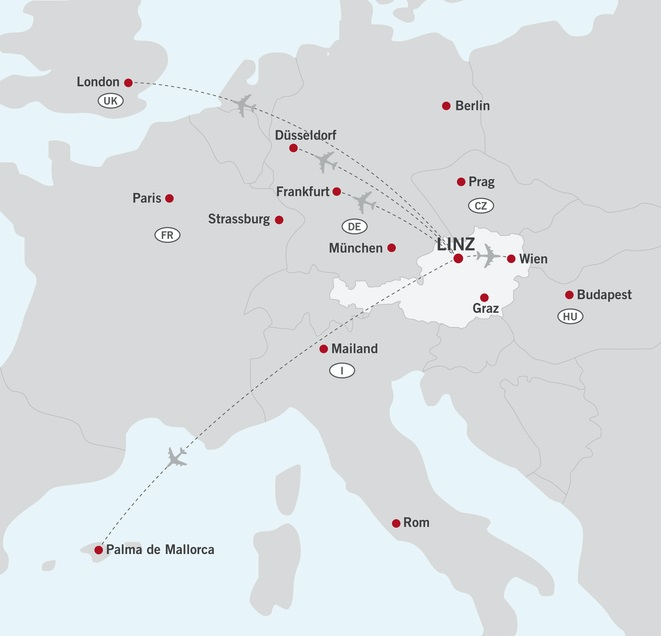 London
UK
Berlin
Düsseldorf
Prag
Frankfurt
CZ
Paris
Strassburg
DE
FR
München
LINZ
Wien
Budapest
Graz
HU
Mailand
I
Rom
Palma de Mallorca